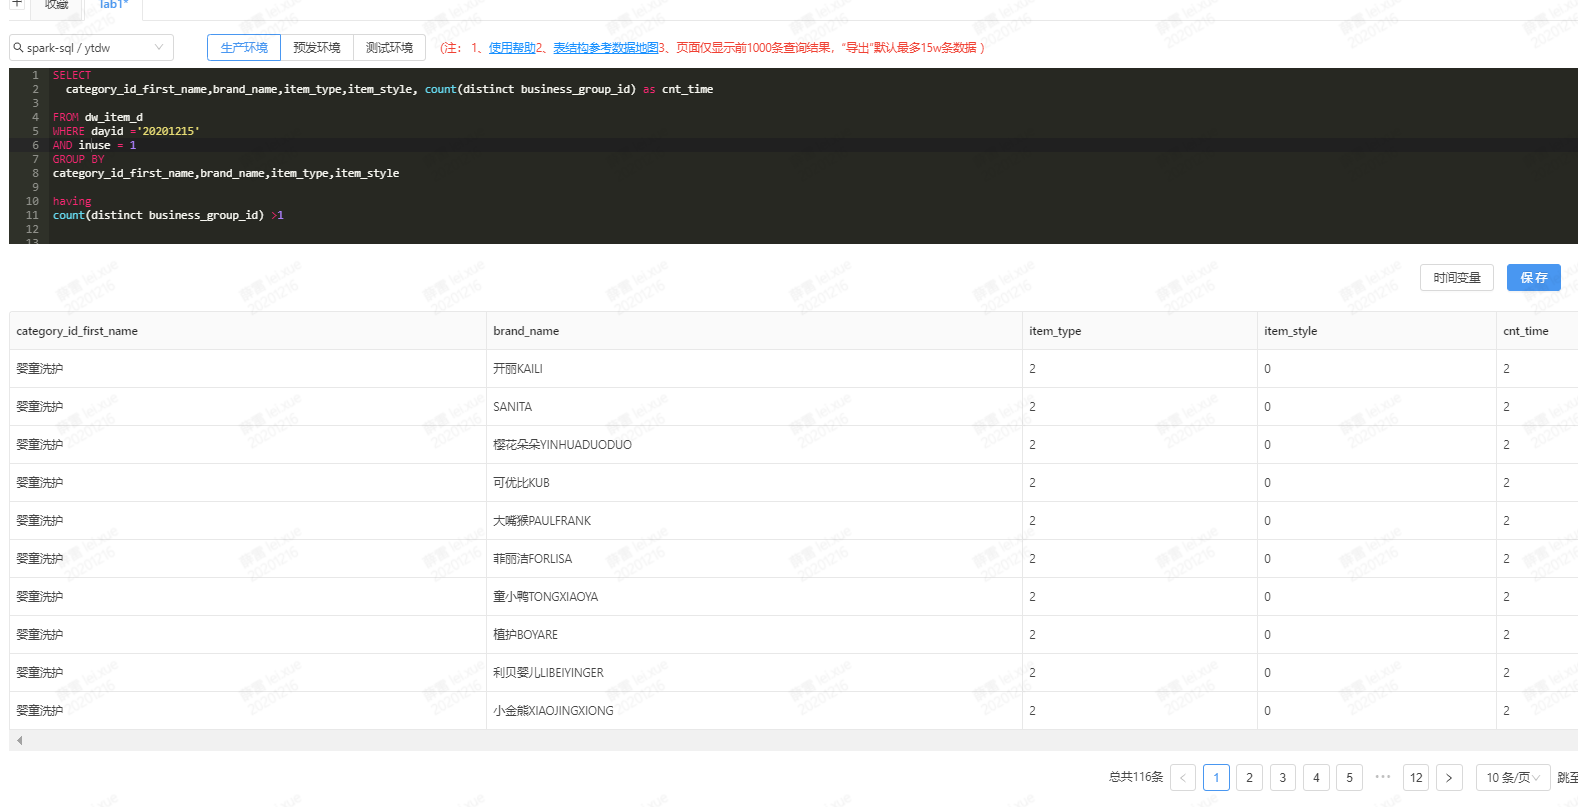 收藏
lab1*
spark-sql / ytdw
生产环境 预发环境 测试环境 (注： 1、使用帮助2、表结构参考数据地图3、页面仅显示前1000条查询结果，“导出”默认最多15w条数据 )
1 SELECT
2 category_id_first_name,brand_name,item_type,item_style, count(distinct business_group_id) as cnt_time
3
4 FROM dw_item_d
5 WHERE dayid ='20201215'
6 AND inuse = 1
7 GROUP BY
8 category_id_first_name,brand_name,item_type,item_style
9
10 having
11 count(distinct business_group_id) >1
12
13
时间变量 保存
category_id_first_name brand_name item_type item_style cnt_time
婴童洗护 开丽KAILI 2 0 2
婴童洗护 SANITA 2 0 2
婴童洗护 樱花朵朵YINHUADUODUO 2 0 2
婴童洗护 可优比KUB 2 0 2
婴童洗护 大嘴猴PAULFRANK 2 0 2
婴童洗护 菲丽洁FORLISA 2 0 2
婴童洗护 童小鸭TONGXIAOYA 2 0 2
婴童洗护 植护BOYARE 2 0 2
婴童洗护 利贝婴儿LIBEIYINGER 2 0 2
婴童洗护 小金熊XIAOJINGXIONG 2 0 2
总共116条 < 1 2 3 4 5 ••• 12 > 10 条/页 跳至
lei.xue
20201216